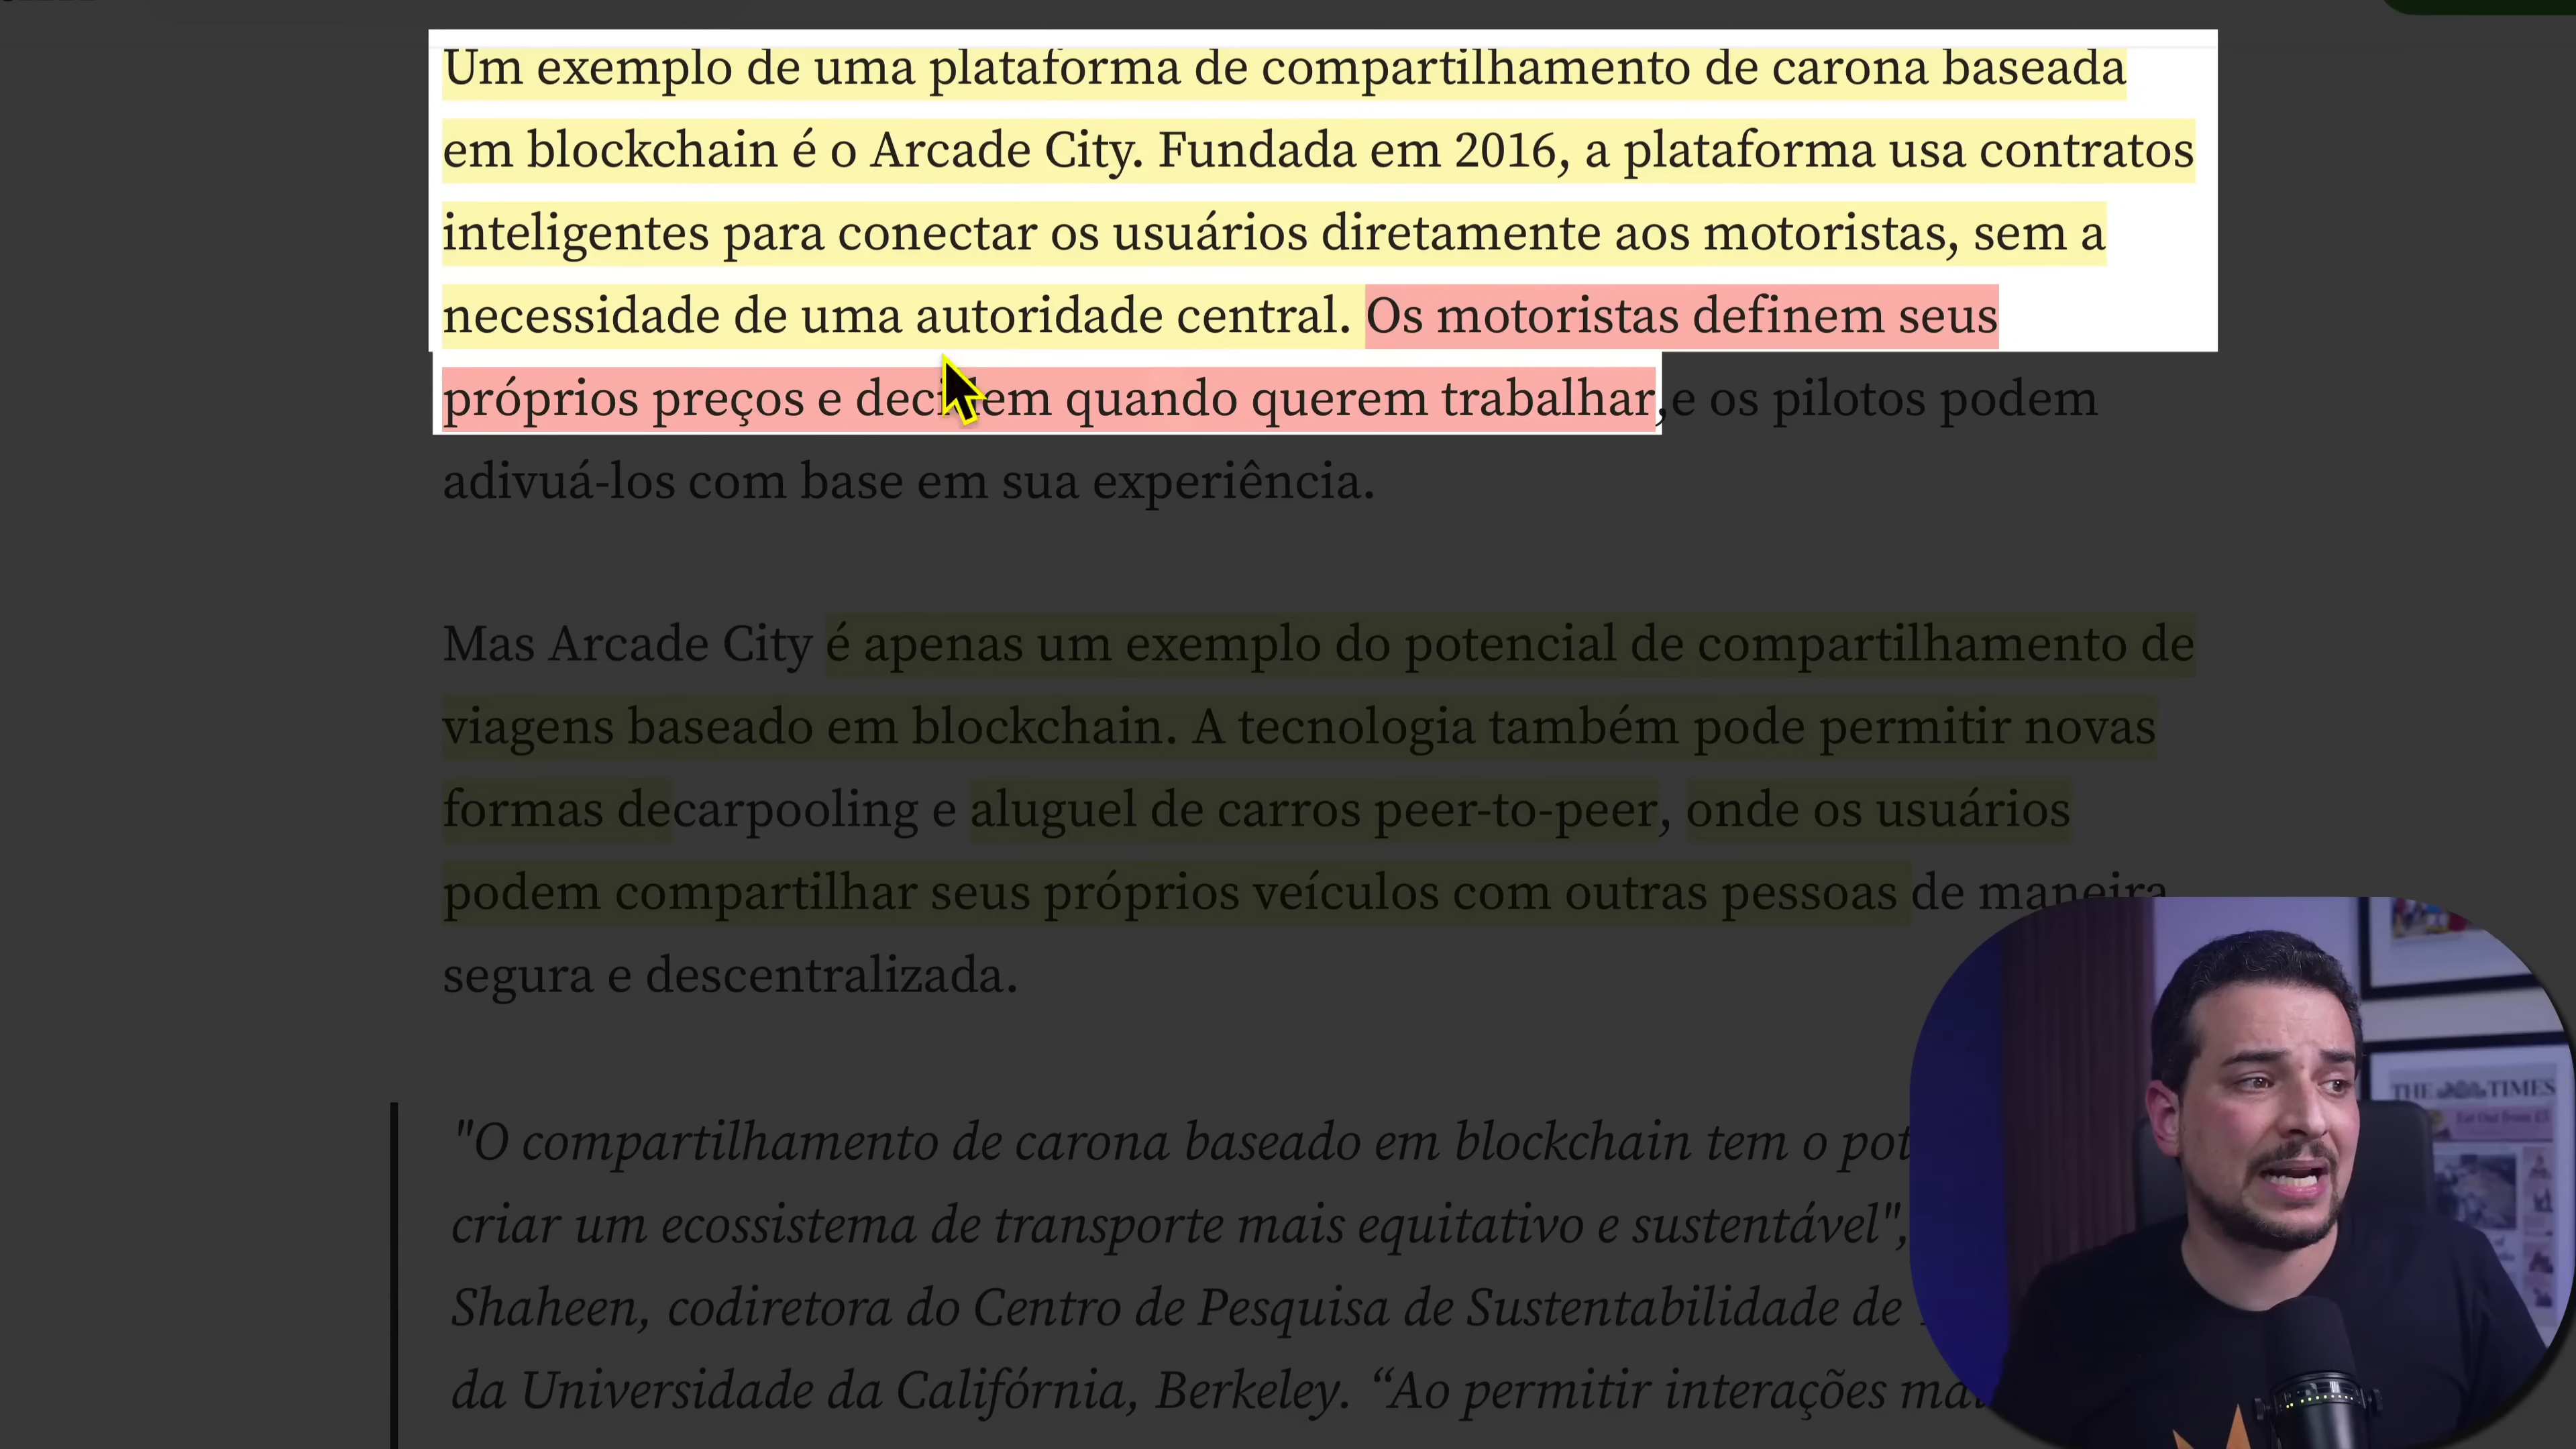 Um exemplo de uma plataforma de compartilhamento de carona baseada
em blockchain é o Arcade City. Fundada em 2016, a plataforma usa contratos
inteligentes para conectar os usuários diretamente aos motoristas, sem a
necessidade de uma autoridade central. Os motoristas definem seus
próprios preços e decidem quando querem trabalhar,e os pilotos podem
adivuá-los com base em sua experiência.
Mas Arcade City é apenas um exemplo do potencial de compartilhamento de
viagens baseado em blockchain. A tecnologia também pode permitir novas
formas decarpooling e aluguel de carros peer-to-peer, onde os usuários
podem compartilhar seus próprios veículos com outras pessoas de maneira
segura e descentralizada.
"O compartilhamento de carona baseado em blockchain tem o pot
criar um ecossistema de transporte mais equitativo e sustentável",
Shaheen, codiretora do Centro de Pesquisa de Sustentabilidade de
da Universidade da Califórnia, Berkeley. “Ao permitir interações
THE TIMES